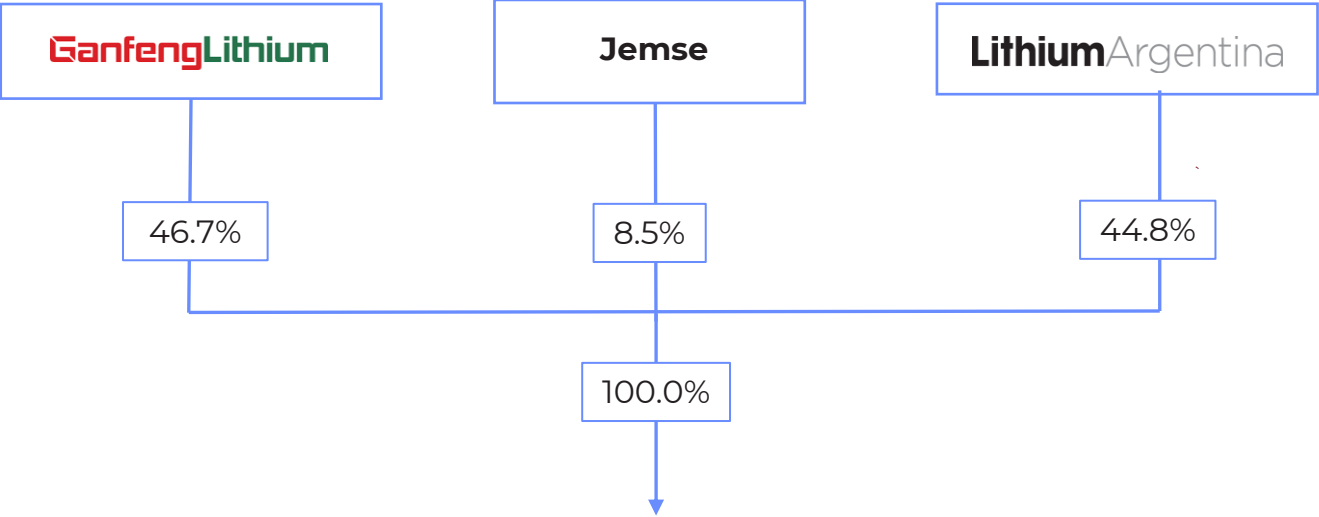 GanfengLithium
Jemse
LithiumArgentina
46.7%
8.5%
44.8%
100.0%